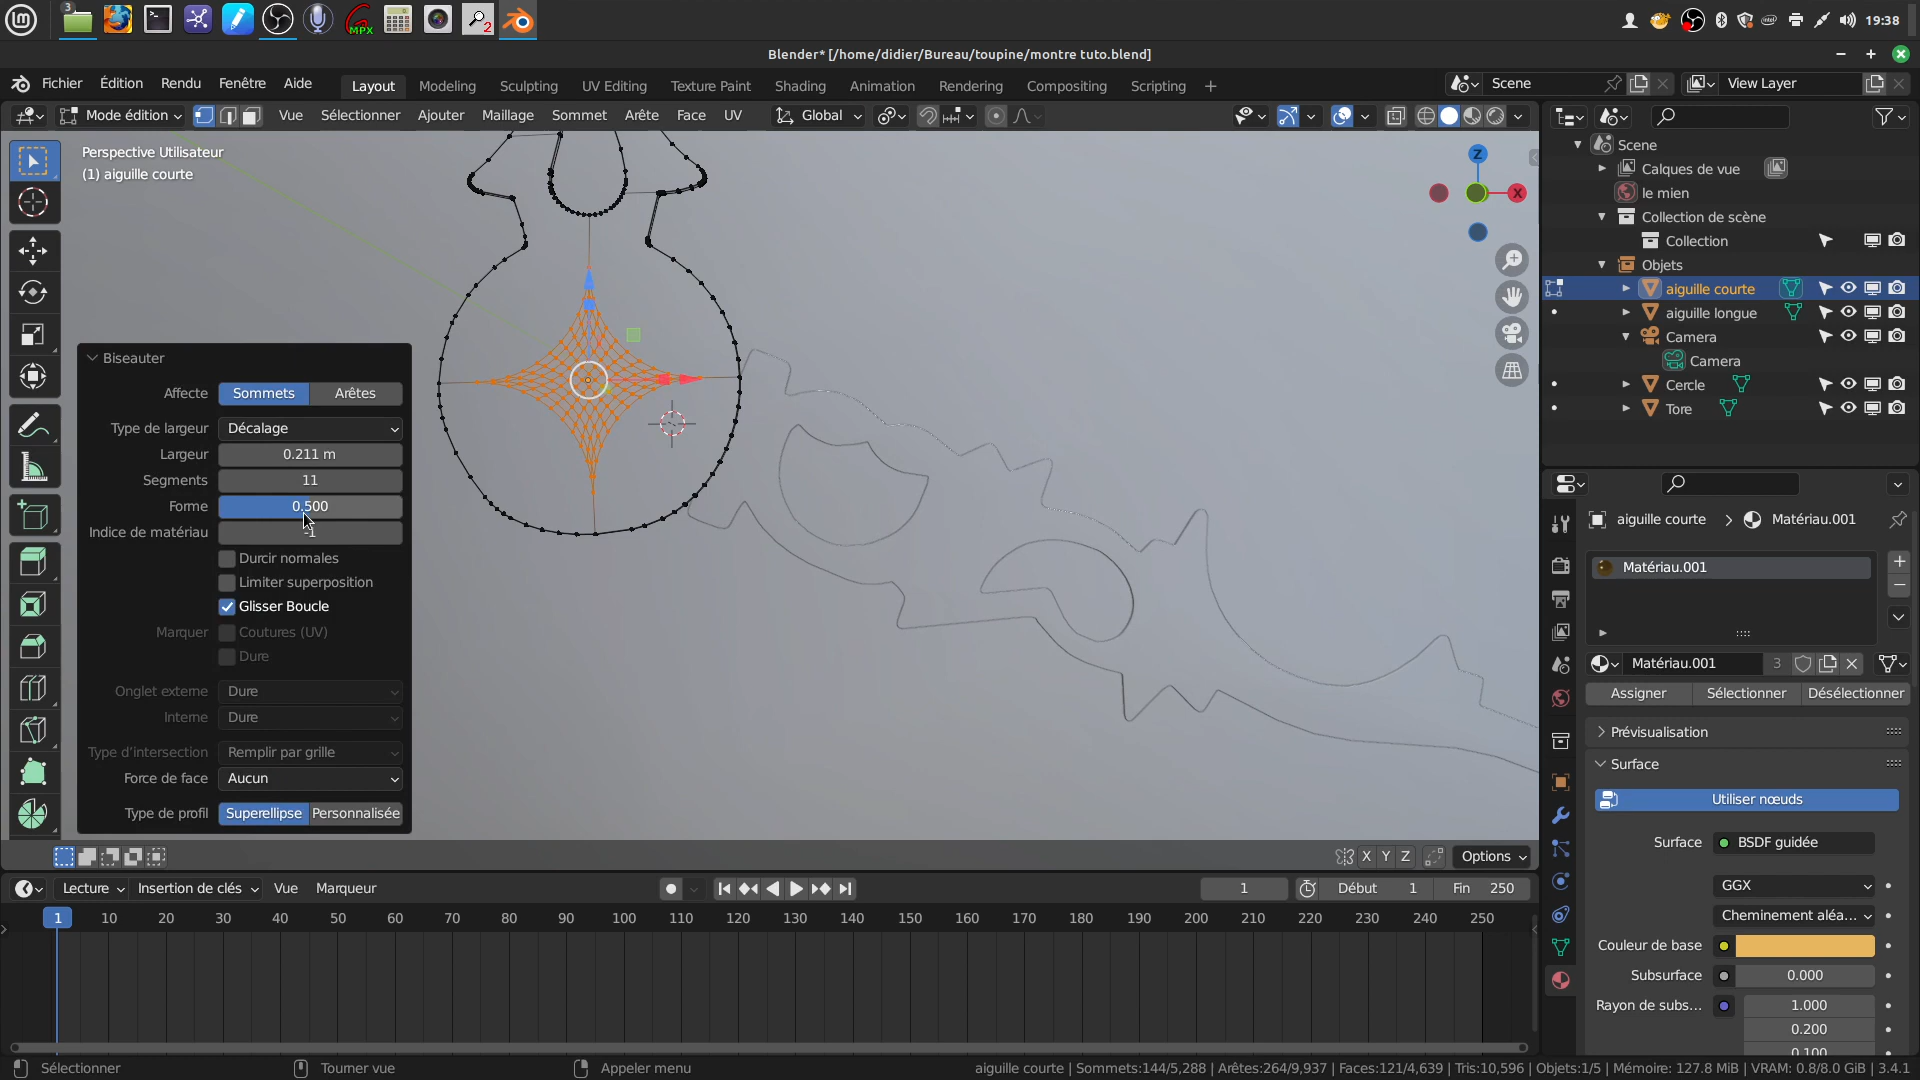 3
MPX
2
19:38
Blender* [/home/didier/Bureau/toupine/montre tuto.blend]
Fichier Édition Rendu Fenêtre Aide
Layout Modeling Sculpting UV Editing Texture Paint Shading Animation Rendering Compositing Scripting +
Scene
View Layer
Mode édition Vue Sélectionner Ajouter Maillage Sommet Arête Face UV
Global
Perspective Utilisateur
(1) aiguille courte
Z
X
Biseauter
Affecte Sommets Arêtes
Type de largeur Décalage
Largeur 0.211 m
Segments 11
Forme 0.500
Indice de matériau -1
Durcir normales
Limiter superposition
Glisser Boucle
Marquer Coutures (UV)
Dure
Onglet externe Dure
Interne Dure
Type d'intersection Remplir par grille
Force de face Aucun
Type de profil Superellipse Personnalisée
X Y Z
Options
Scene
Calques de vue
le mien
Collection de scène
Collection
Objets
aiguille courte
aiguille longue
Camera
Camera
Cercle
Tore
aiguille courte Matériau.001
Matériau.001
Matériau.001 3
Assigner Sélectionner Désélectionner
Prévisualisation
Surface
Utiliser nœuds
Surface BSDF guidée
GGX
Cheminement aléa...
Couleur de base
Subsurface 0.000
Rayon de subs... 1.000
0.200
0.100
Lecture Insertion de clés Vue Marqueur
1 Début 1 Fin 250
1 10 20 30 40 50 60 70 80 90 100 110 120 130 140 150 160 170 180 190 200 210 220 230 240 250
Sélectionner Tourner vue Appeler menu
aiguille courte | Sommets:144/5,288 | Arêtes:264/9,937 | Faces:121/4,639 | Tris:10,596 | Objets:1/5 | Mémoire: 127.8 MiB | VRAM: 0.8/8.0 GiB | 3.4.1